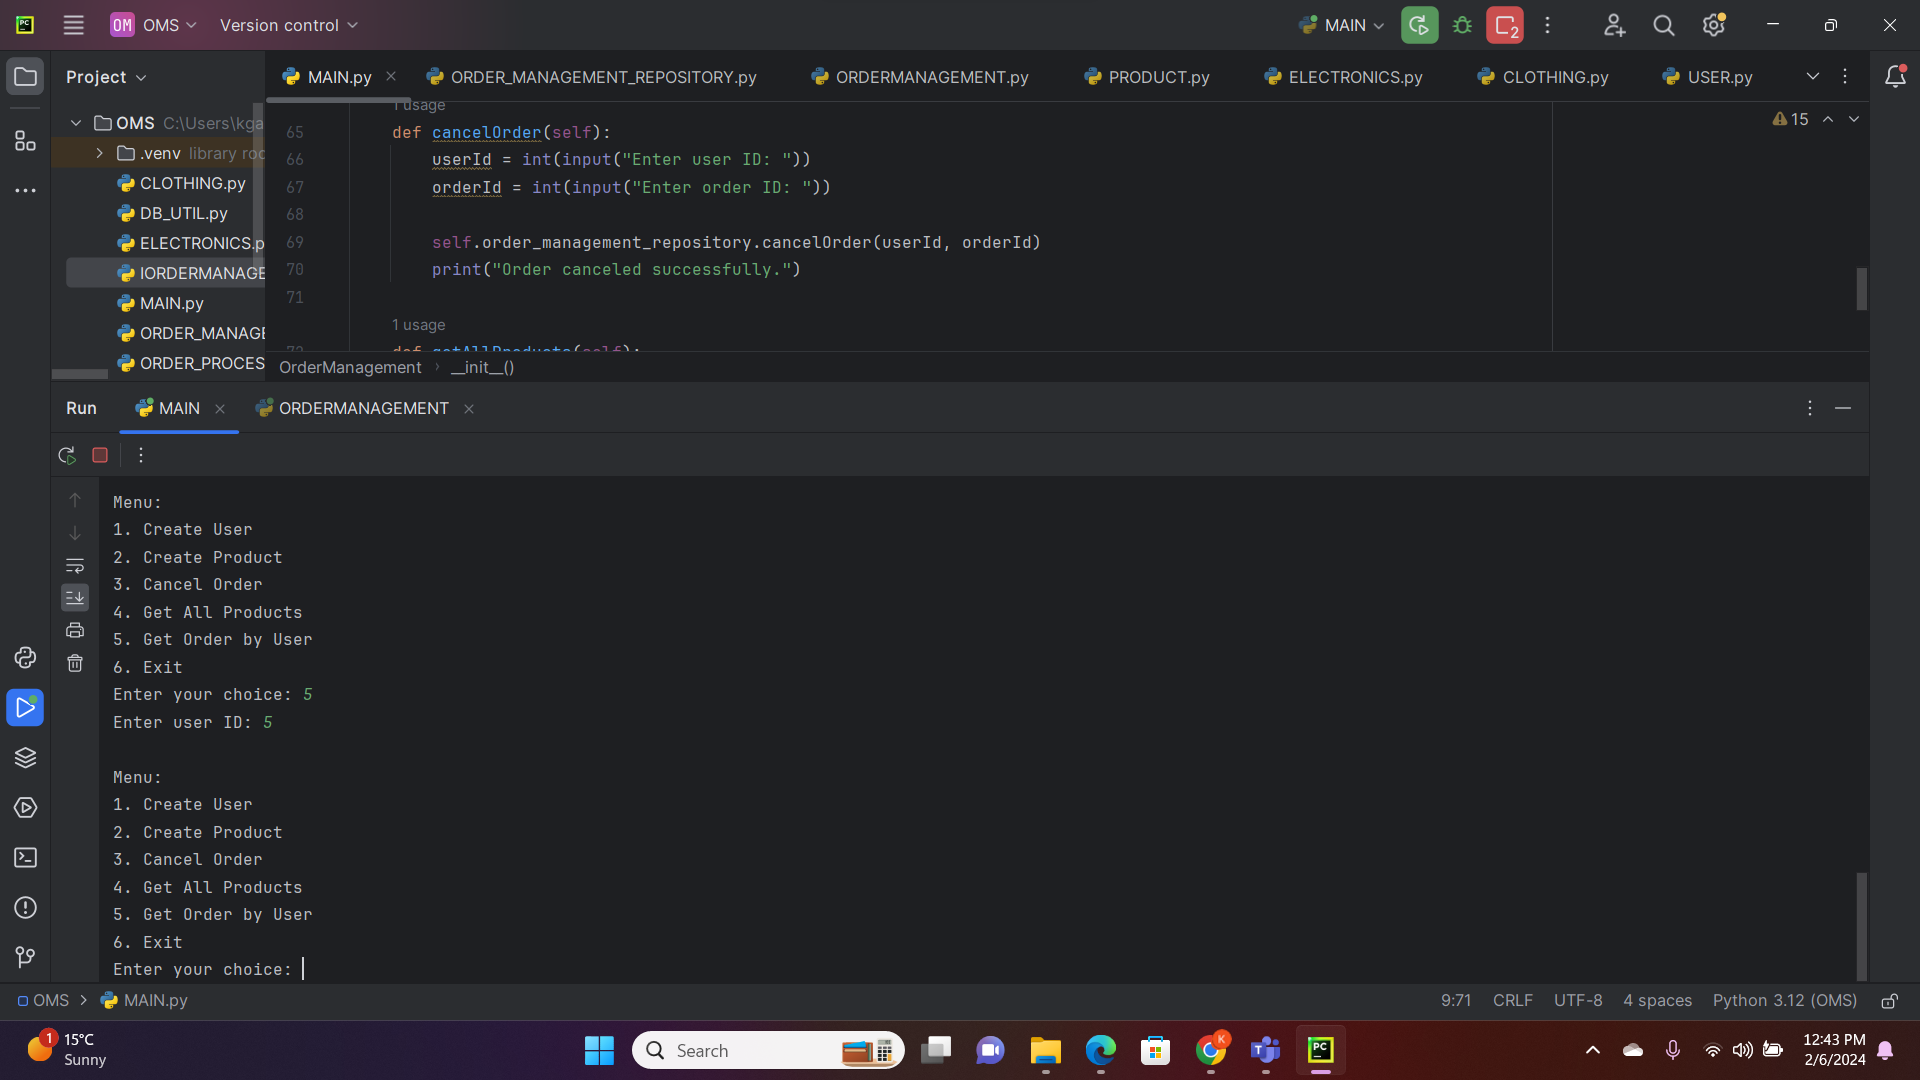 OM OMS Version control MAIN 2
Project MAIN.py ORDER_MANAGEMENT_REPOSITORY.py ORDERMANAGEMENT.py PRODUCT.py ELECTRONICS.py CLOTHING.py USER.py
OMS C:\Users\kga
.venv library roo
CLOTHING.py
DB_UTIL.py
ELECTRONICS.p
IORDERMANAGE
MAIN.py
ORDER_MANAGE
ORDER_PROCES
1 usage
15
65 def cancelOrder(self):
66 userId = int(input("Enter user ID: "))
67 orderId = int(input("Enter order ID: "))
68
69 self.order_management_repository.cancelOrder(userId, orderId)
70 print("Order canceled successfully.")
71
1 usage
72 def getAllProducts(self):
OrderManagement › __init__()
Run MAIN ORDERMANAGEMENT
Menu:
1. Create User
2. Create Product
3. Cancel Order
4. Get All Products
5. Get Order by User
6. Exit
Enter your choice: 5
Enter user ID: 5
Menu:
1. Create User
2. Create Product
3. Cancel Order
4. Get All Products
5. Get Order by User
6. Exit
Enter your choice:
OMS > MAIN.py 9:71 CRLF UTF-8 4 spaces Python 3.12 (OMS)
1 15°C
Sunny
Search
K
PC
12:43 PM
2/6/2024